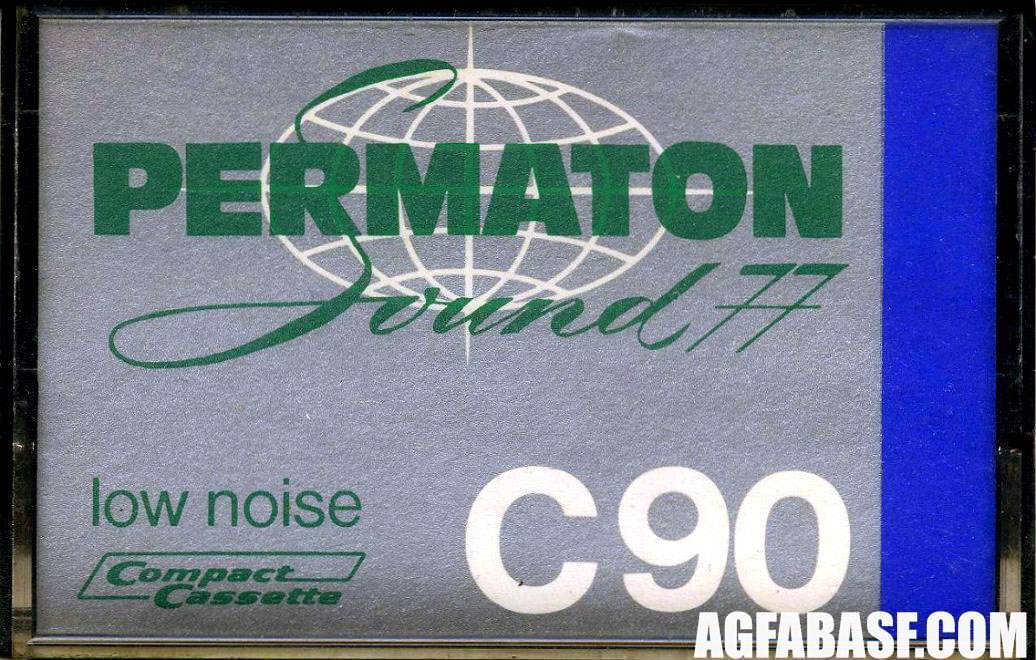 PERMATON
Sound 77
low noise
C90
Compact
Cassette
AGFABASF.COM